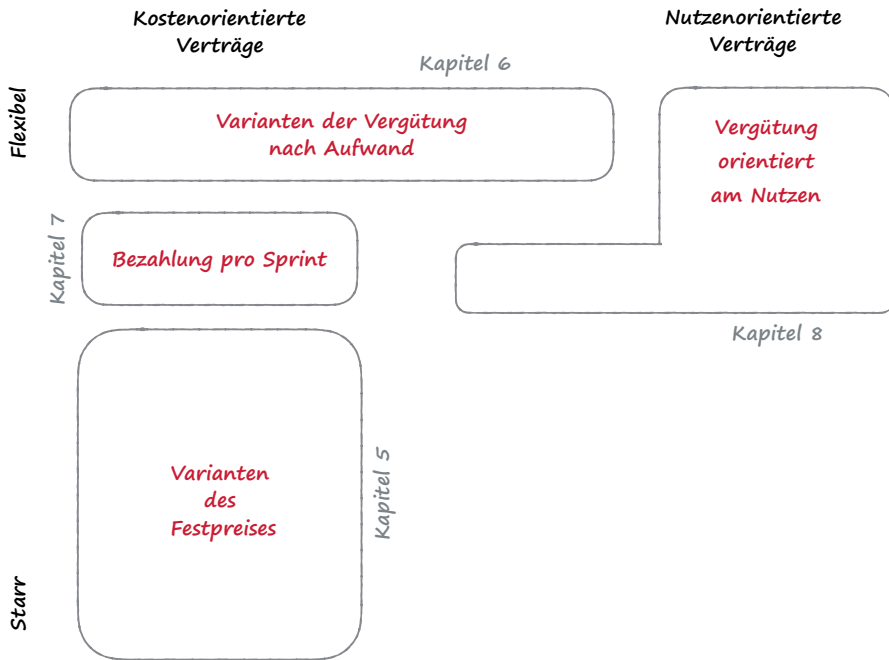 Kostenorientierte
Verträge
Nutzenorientierte
Verträge
Kapitel 6
Flexibel
Varianten der Vergütung
nach Aufwand
Vergütung
orientiert
am Nutzen
Kapitel 7
Bezahlung pro Sprint
Kapitel 8
Varianten
des
Festpreises
Kapitel 5
Starr